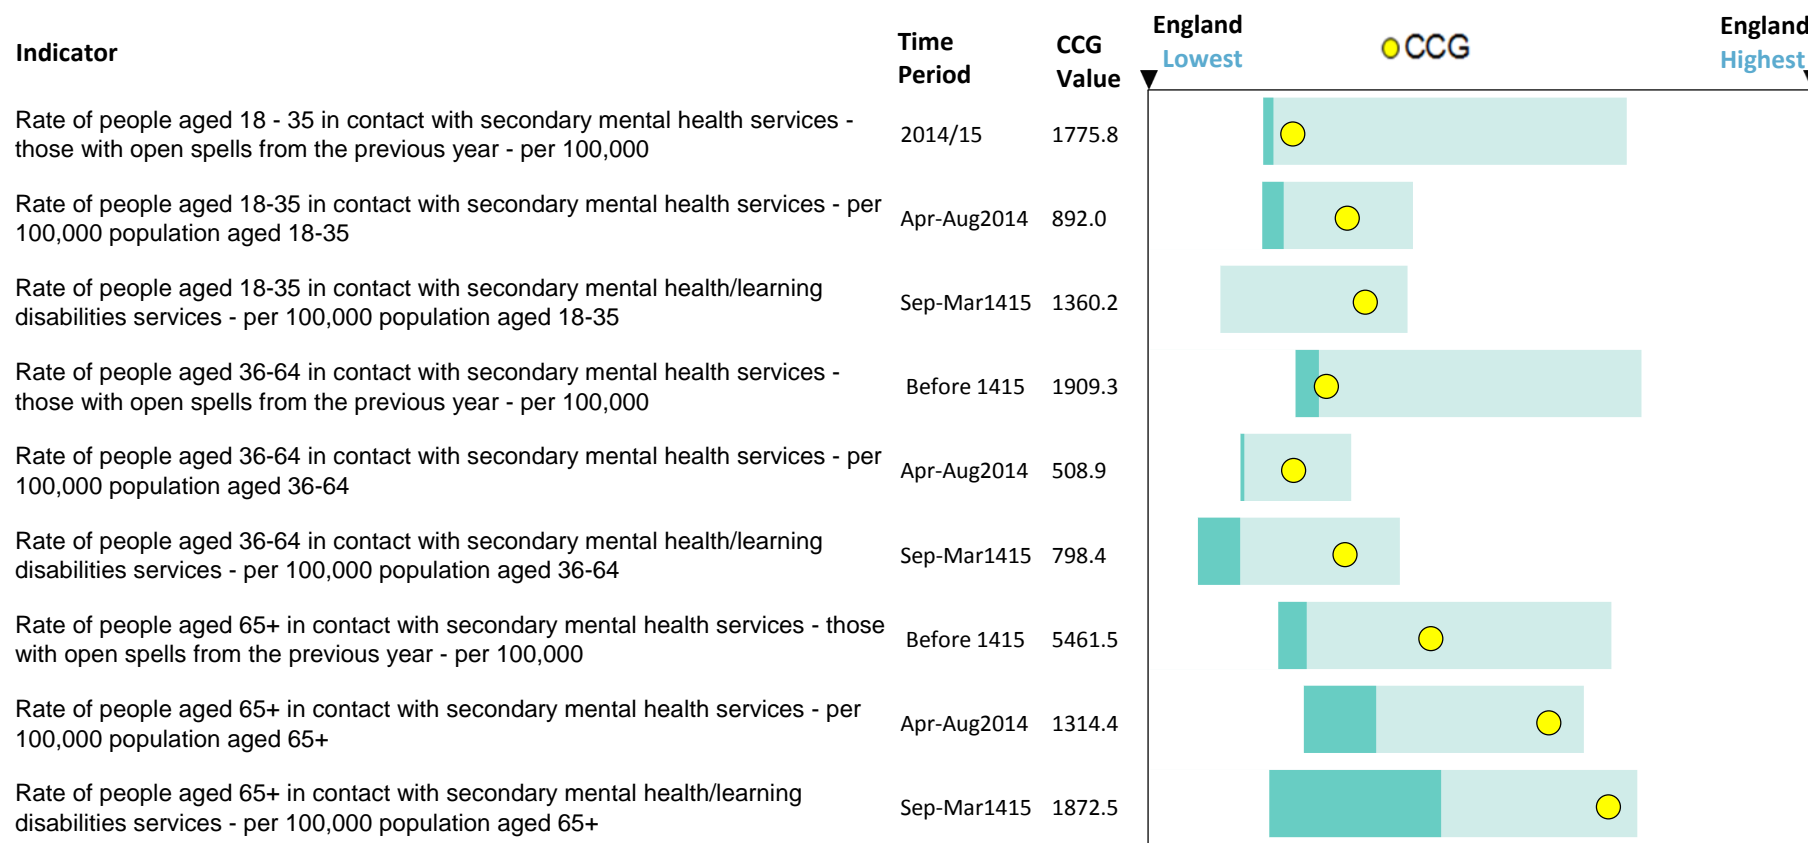 Indicator
Time Period
CCG Value
England Lowest
CCG
England Highest
Rate of people aged 18 - 35 in contact with secondary mental health services -
those with open spells from the previous year - per 100,000
2014/15
1775.8
Rate of people aged 18-35 in contact with secondary mental health services - per
100,000 population aged 18-35
Apr-Aug2014
892.0
Rate of people aged 18-35 in contact with secondary mental health/learning
disabilities services - per 100,000 population aged 18-35
Sep-Mar1415
1360.2
Rate of people aged 36-64 in contact with secondary mental health services -
those with open spells from the previous year - per 100,000
Before 1415
1909.3
Rate of people aged 36-64 in contact with secondary mental health services - per
100,000 population aged 36-64
Apr-Aug2014
508.9
Rate of people aged 36-64 in contact with secondary mental health/learning
disabilities services - per 100,000 population aged 36-64
Sep-Mar1415
798.4
Rate of people aged 65+ in contact with secondary mental health services - those
with open spells from the previous year - per 100,000
Before 1415
5461.5
Rate of people aged 65+ in contact with secondary mental health services - per
100,000 population aged 65+
Apr-Aug2014
1314.4
Rate of people aged 65+ in contact with secondary mental health/learning
disabilities services - per 100,000 population aged 65+
Sep-Mar1415
1872.5